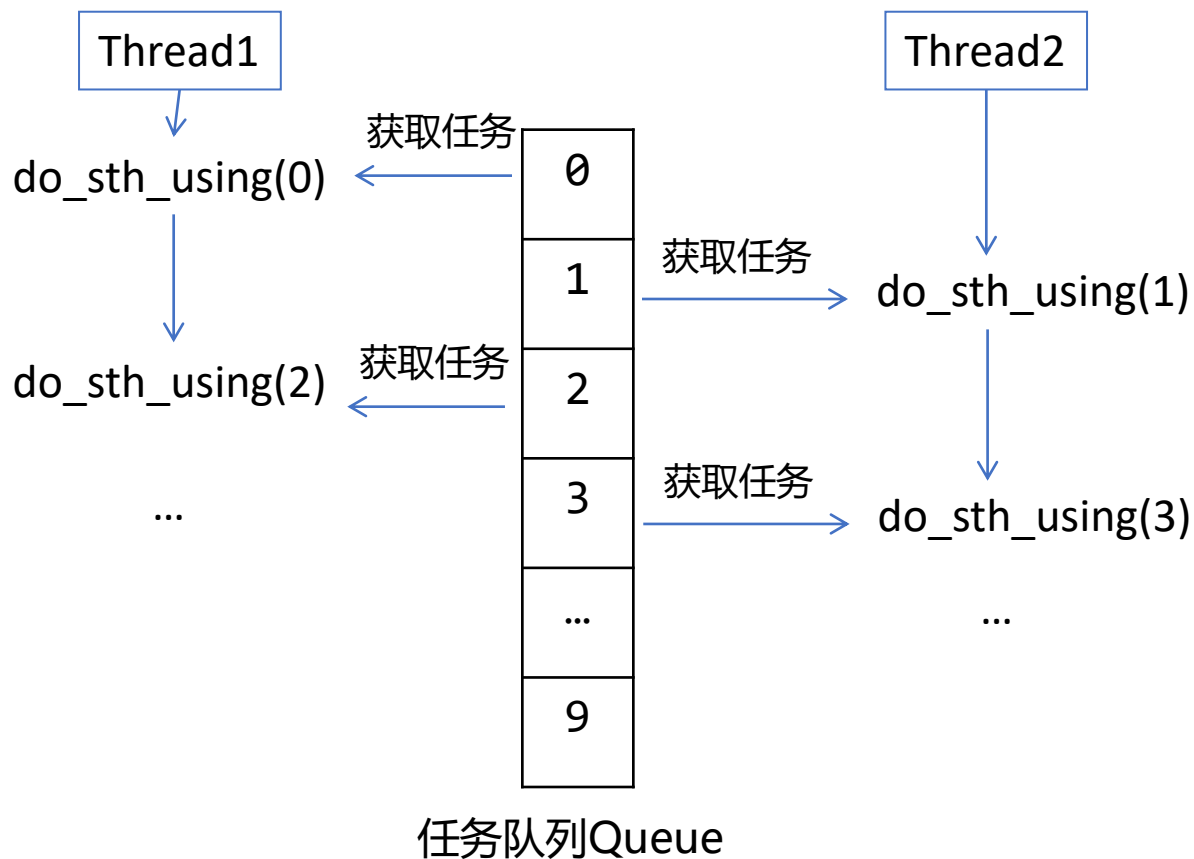 Thread1
Thread2
获取任务
do_sth_using(0)
0
获取任务
1
do_sth_using(1)
获取任务
do_sth_using(2)
2
获取任务
3
do_sth_using(3)
…
…
…
9
任务队列Queue